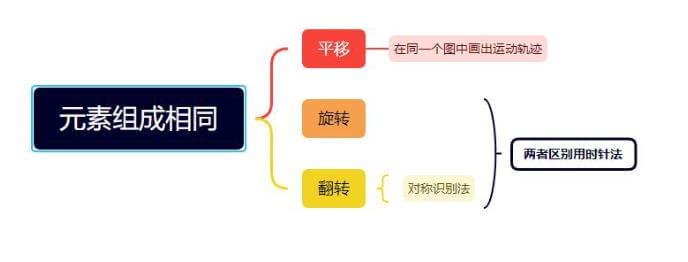 元素组成相同
平移
在同一个图中画出运动轨迹
旋转
翻转
对称识别法
两者区别用时针法